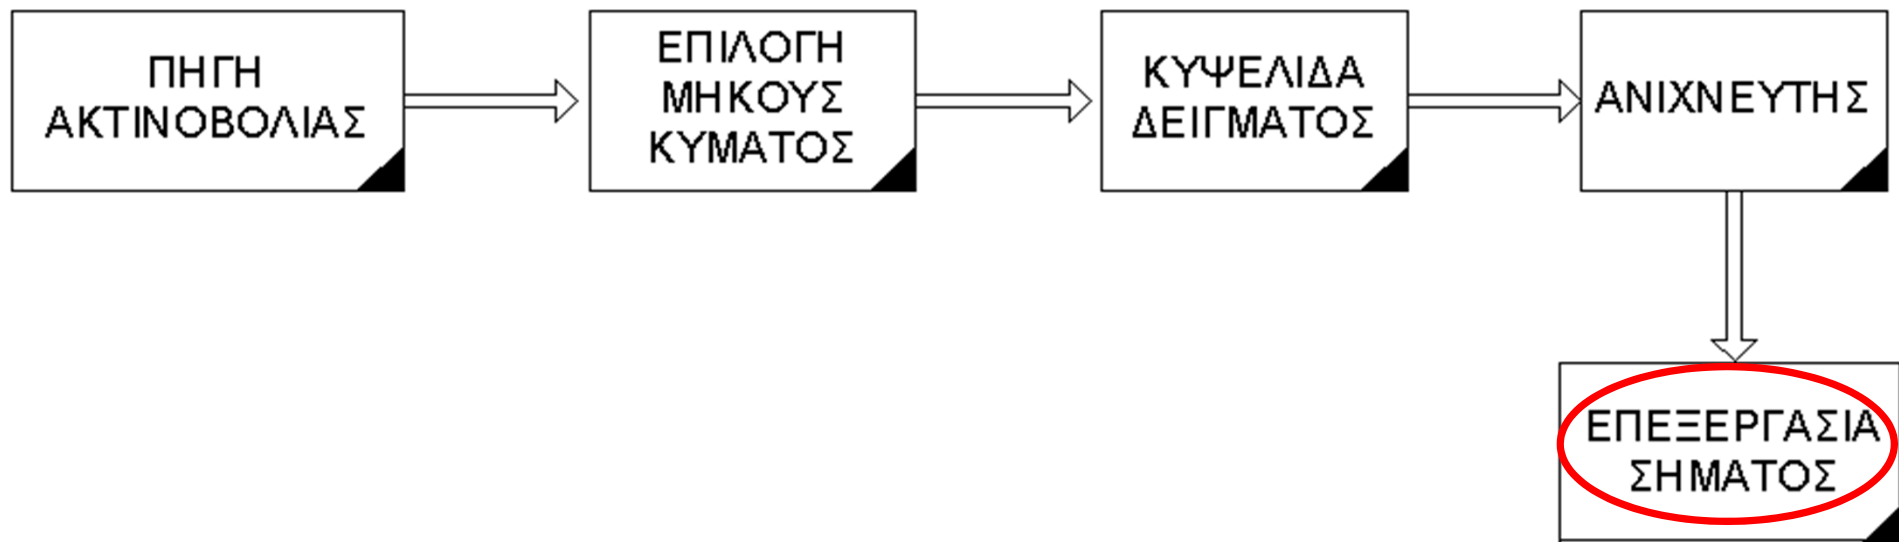 ΠΗΓΗ
ΑΚΤΙΝΟΒΟΛΙΑΣ
ΕΠΙΛΟΓΗ
ΜΗΚΟΥΣ
ΚΥΜΑΤΟΣ
ΚΥΨΕΛΙΔΑ
ΔΕΙΓΜΑΤΟΣ
ΑΝΙΧΝΕΥΤΗΣ
ΕΠΕΞΕΡΓΑΣΙΑ
ΣΗΜΑΤΟΣ